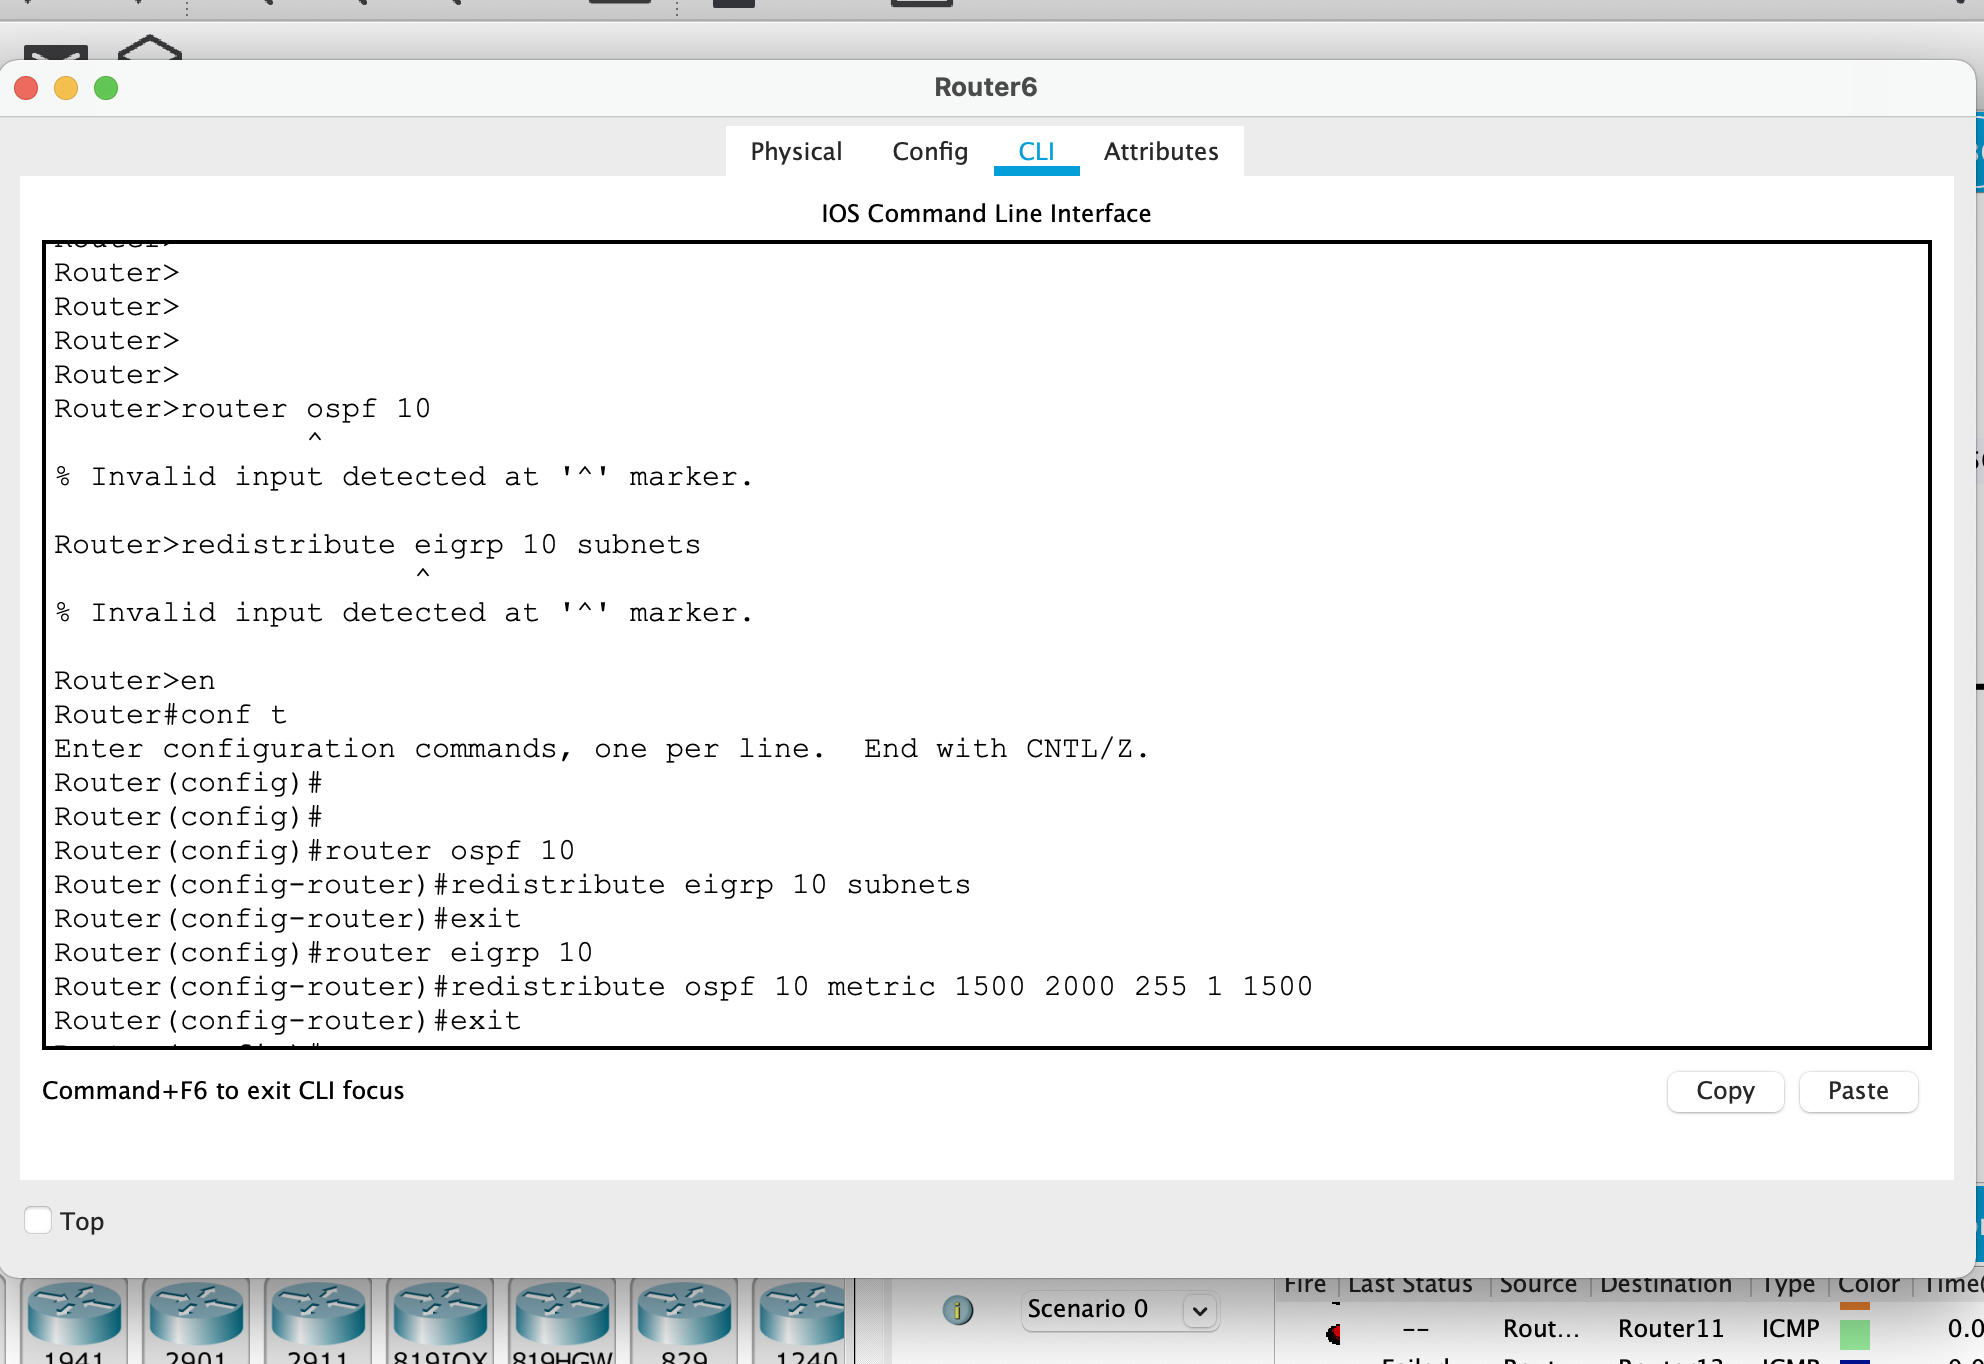 Router6
Physical Config CLI Attributes
IOS Command Line Interface
Router>
Router>
Router>
Router>
Router>
Router>router ospf 10
^
% Invalid input detected at '^' marker.
Router>redistribute eigrp 10 subnets
^
% Invalid input detected at '^' marker.
Router>en
Router#conf t
Enter configuration commands, one per line.  End with CNTL/Z.
Router(config)#
Router(config)#
Router(config)#router ospf 10
Router(config-router)#redistribute eigrp 10 subnets
Router(config-router)#exit
Router(config)#router eigrp 10
Router(config-router)#redistribute ospf 10 metric 1500 2000 255 1 1500
Router(config-router)#exit
Router(config)#
Command+F6 to exit CLI focus
Copy Paste
Top
Fire Last Status Source Destination Type Color
Scenario 0
-- Rout... Router11 ICMP 0.0
1941 2901 2911 819IOX 819HGW 829 1240
Failed Router13 ICMP